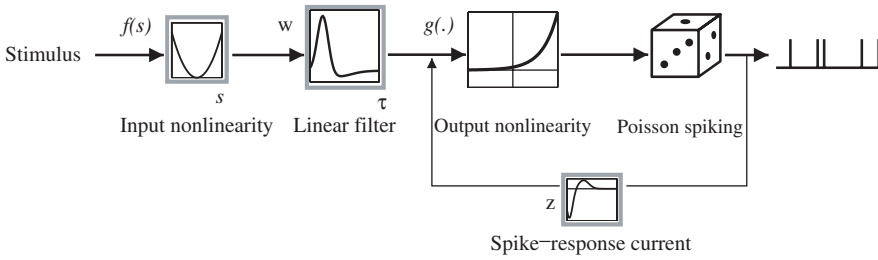 f(s)
w
g(.)
Stimulus
s
τ
Input nonlinearity
Linear filter
Output nonlinearity
Poisson spiking
z
Spike−response current